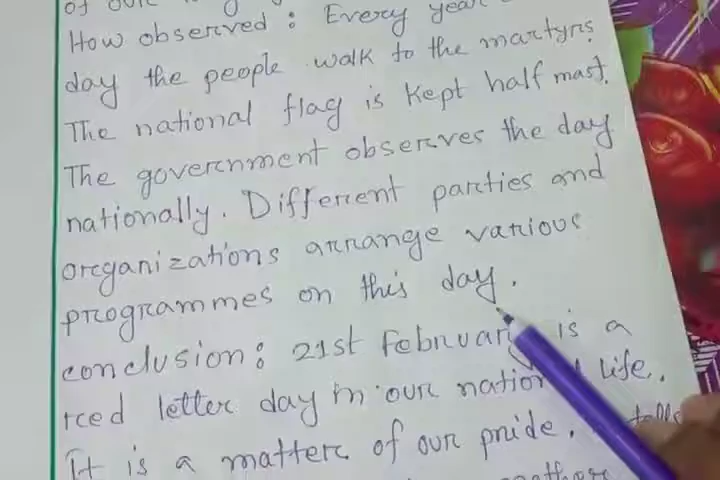 How observed : Every year
day the people walk to the martyrs
The national flag is kept half mast.
The government observes the day
nationally. Different parties and
organizations arrange various
programmes on this day.
conclusion : 21st February is a
red letter day in our national life.
It is a matter of our pride.